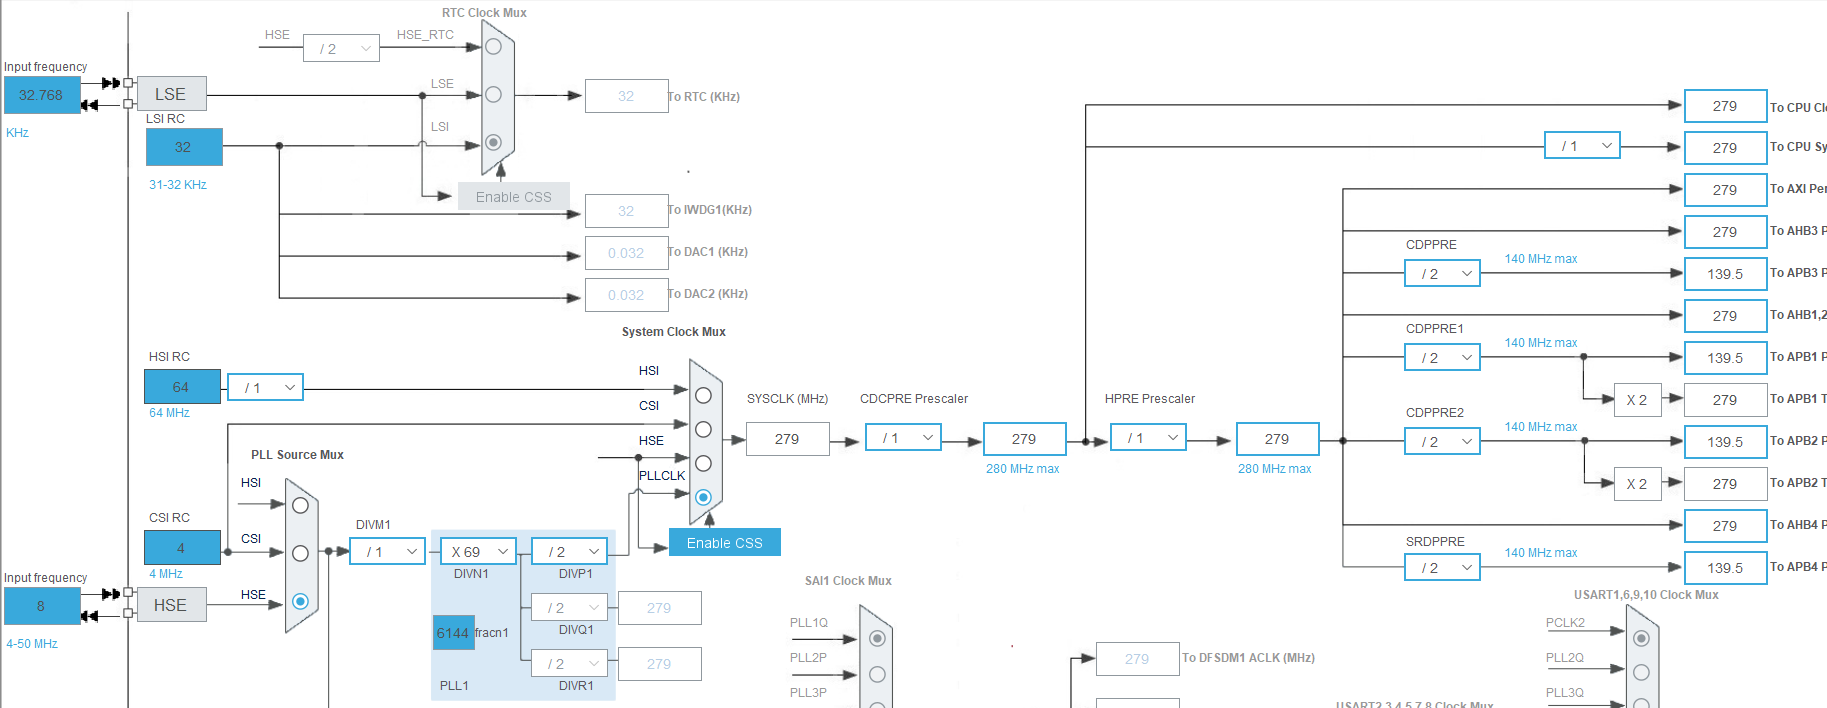 RTC Clock Mux
HSE
/ 2
HSE_RTC
Input frequency
32.768
KHz
LSE
LSE
32
To RTC (KHz)
LSI RC
32
31-32 KHz
LSI
Enable CSS
32
To IWDG1(KHz)
0.032
To DAC1 (KHz)
0.032
To DAC2 (KHz)
System Clock Mux
HSI RC
64
64 MHz
/ 1
HSI
CSI
HSE
PLLCLK
SYSCLK (MHz)
279
CDCPRE Prescaler
/ 1
279
280 MHz max
HPRE Prescaler
/ 1
279
280 MHz max
Enable CSS
PLL Source Mux
HSI
CSI RC
4
4 MHz
CSI
Input frequency
8
4-50 MHz
HSE
HSE
DIVM1
/ 1
X 69
DIVN1
/ 2
DIVP1
/ 2
279
DIVQ1
6144
fracn1
/ 2
279
DIVR1
PLL1
279
To CPU Cl
/ 1
279
To CPU Sy
279
To AXI Per
279
To AHB3 P
CDPPRE
/ 2
140 MHz max
139.5
To APB3 P
279
To AHB1,2
CDPPRE1
/ 2
140 MHz max
139.5
To APB1 P
X 2
279
To APB1 T
CDPPRE2
/ 2
140 MHz max
139.5
To APB2 P
X 2
279
To APB2 T
279
To AHB4 P
SRDPPRE
/ 2
140 MHz max
139.5
To APB4 P
SAI1 Clock Mux
PLL1Q
PLL2P
PLL3P
279
To DFSDM1 ACLK (MHz)
USART1,6,9,10 Clock Mux
PCLK2
PLL2Q
PLL3Q
USART2,3,4,5,7,8 Clock Mux